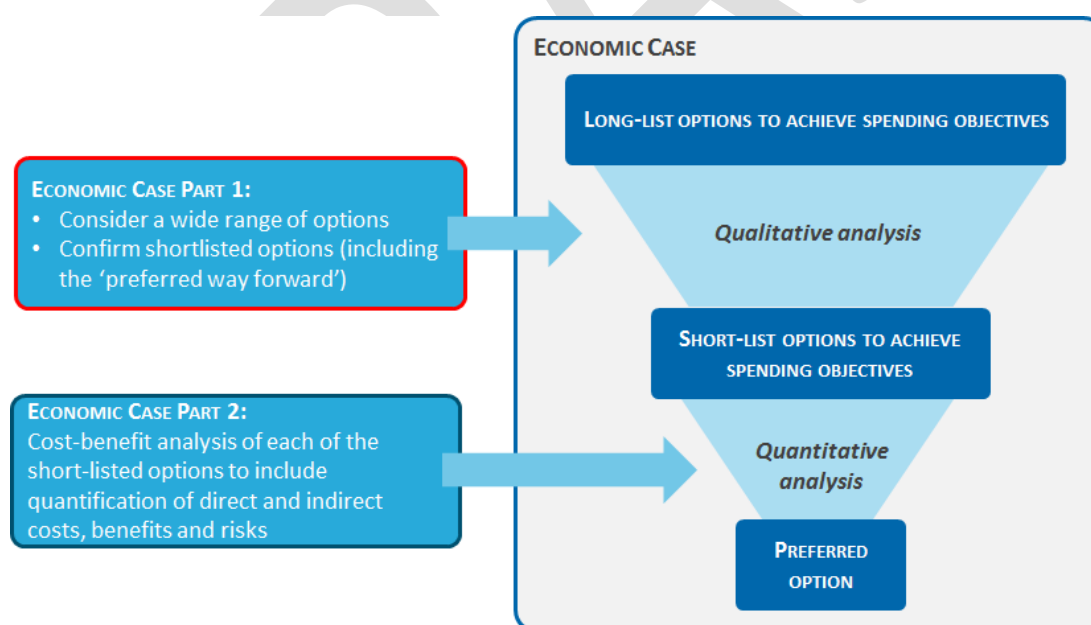 ECONOMIC CASE
LONG-LIST OPTIONS TO ACHIEVE SPENDING OBJECTIVES
ECONOMIC CASE PART 1:
• Consider a wide range of options
• Confirm shortlisted options (including
the ‘preferred way forward’)
Qualitative analysis
SHORT-LIST OPTIONS TO ACHIEVE
SPENDING OBJECTIVES
ECONOMIC CASE PART 2:
Cost-benefit analysis of each of the
short-listed options to include
quantification of direct and indirect
costs, benefits and risks
Quantitative
analysis
PREFERRED
OPTION